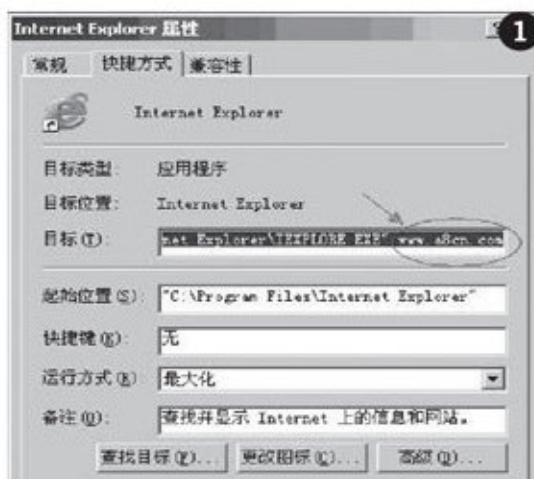 Internet Explorer 属性
1
常规 快捷方式 兼容性
Internet Explorer
目标类型: 应用程序
目标位置: Internet Explorer
目标(T): net Explorer\IEXPLORE.EXE" www.a8cn.com
起始位置(S): "C:\Program Files\Internet Explorer"
快捷键(K): 无
运行方式(R): 最大化
备注(O): 查找并显示 Internet 上的信息和网站。
查找目标(F)... 更改图标(C)... 高级(D)...